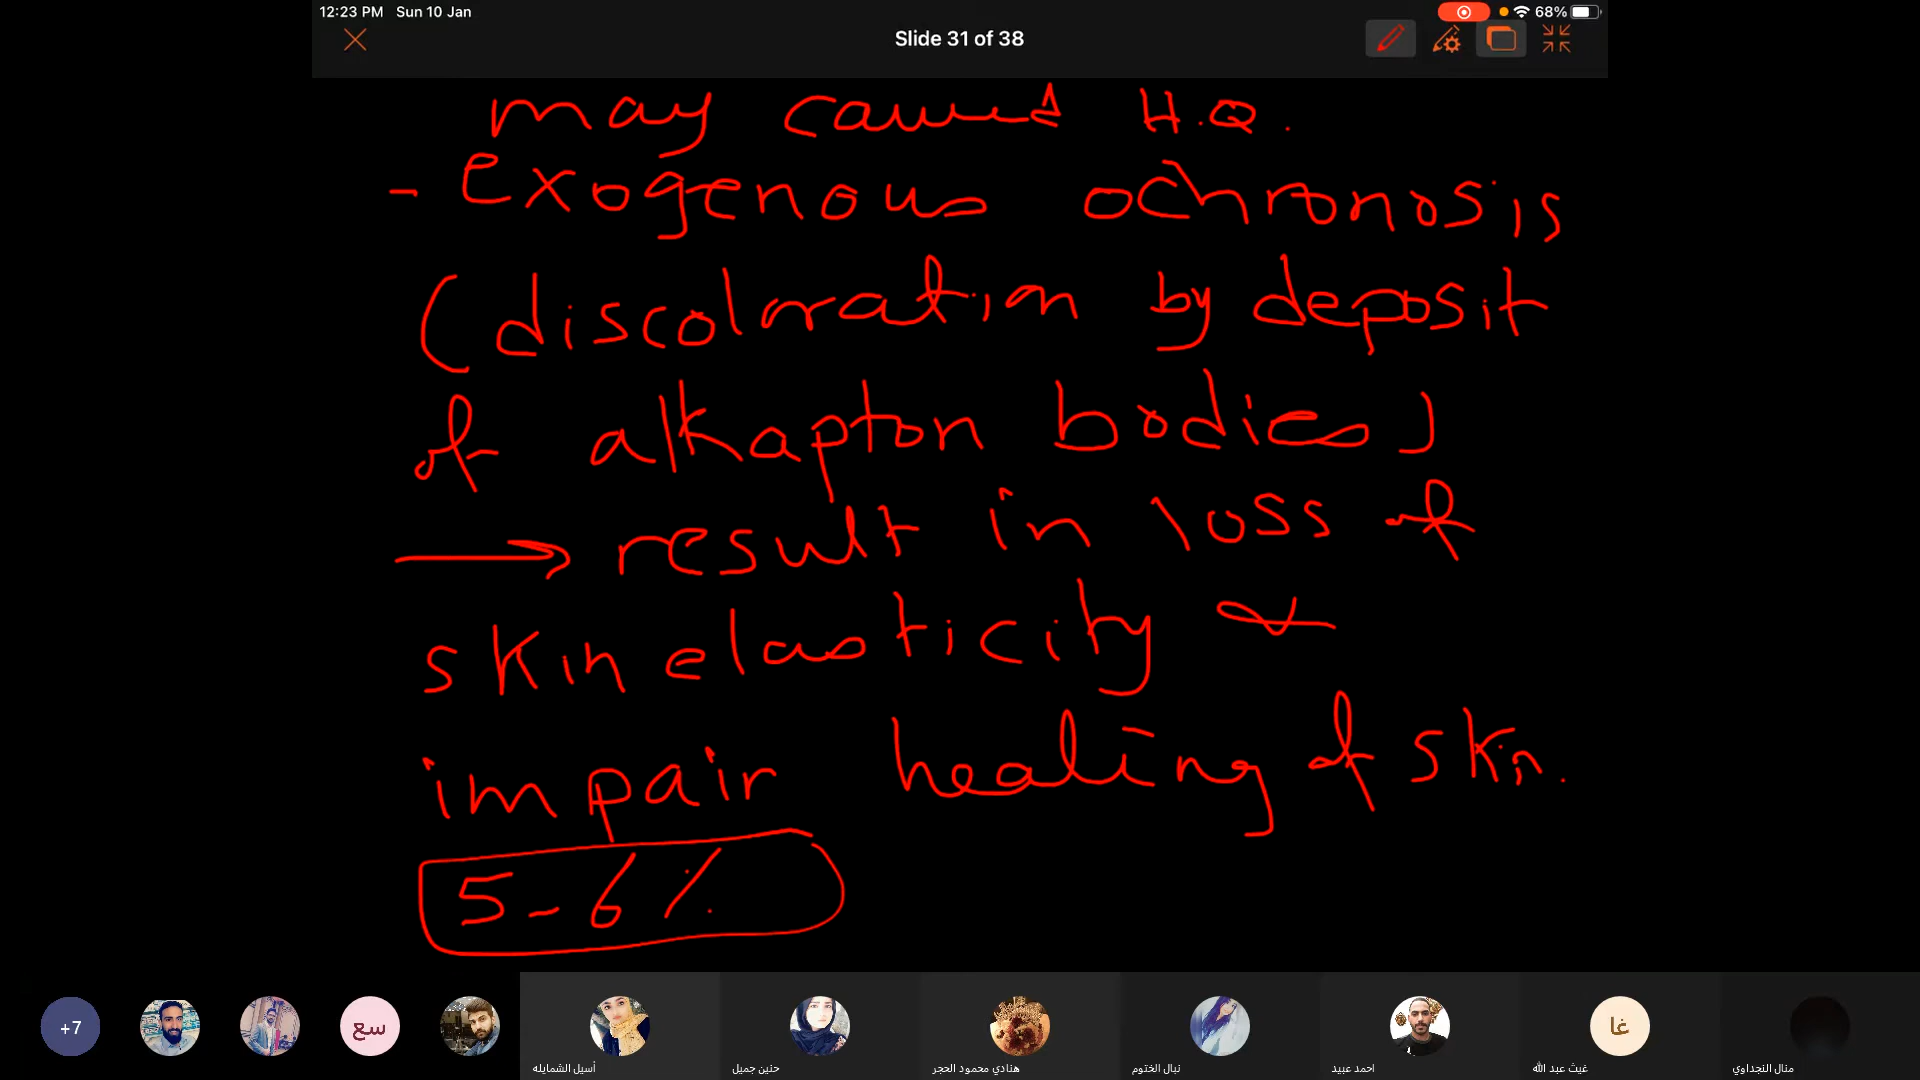 12:23 PM Sun 10 Jan
68%
Slide 31 of 38
may caused H.Q.
- exogenous ochronosis
(discoloration by deposit
of alkapton bodies)
→ result in loss of
skin elasticity &
impair healing of skin.
5-6%
+7
سع
غا
أسيل الشمايله
حنين جميل
هنادي محمود الحجر
نبال الختوم
احمد عبيد
غيث عبد الله
منال النجداوي